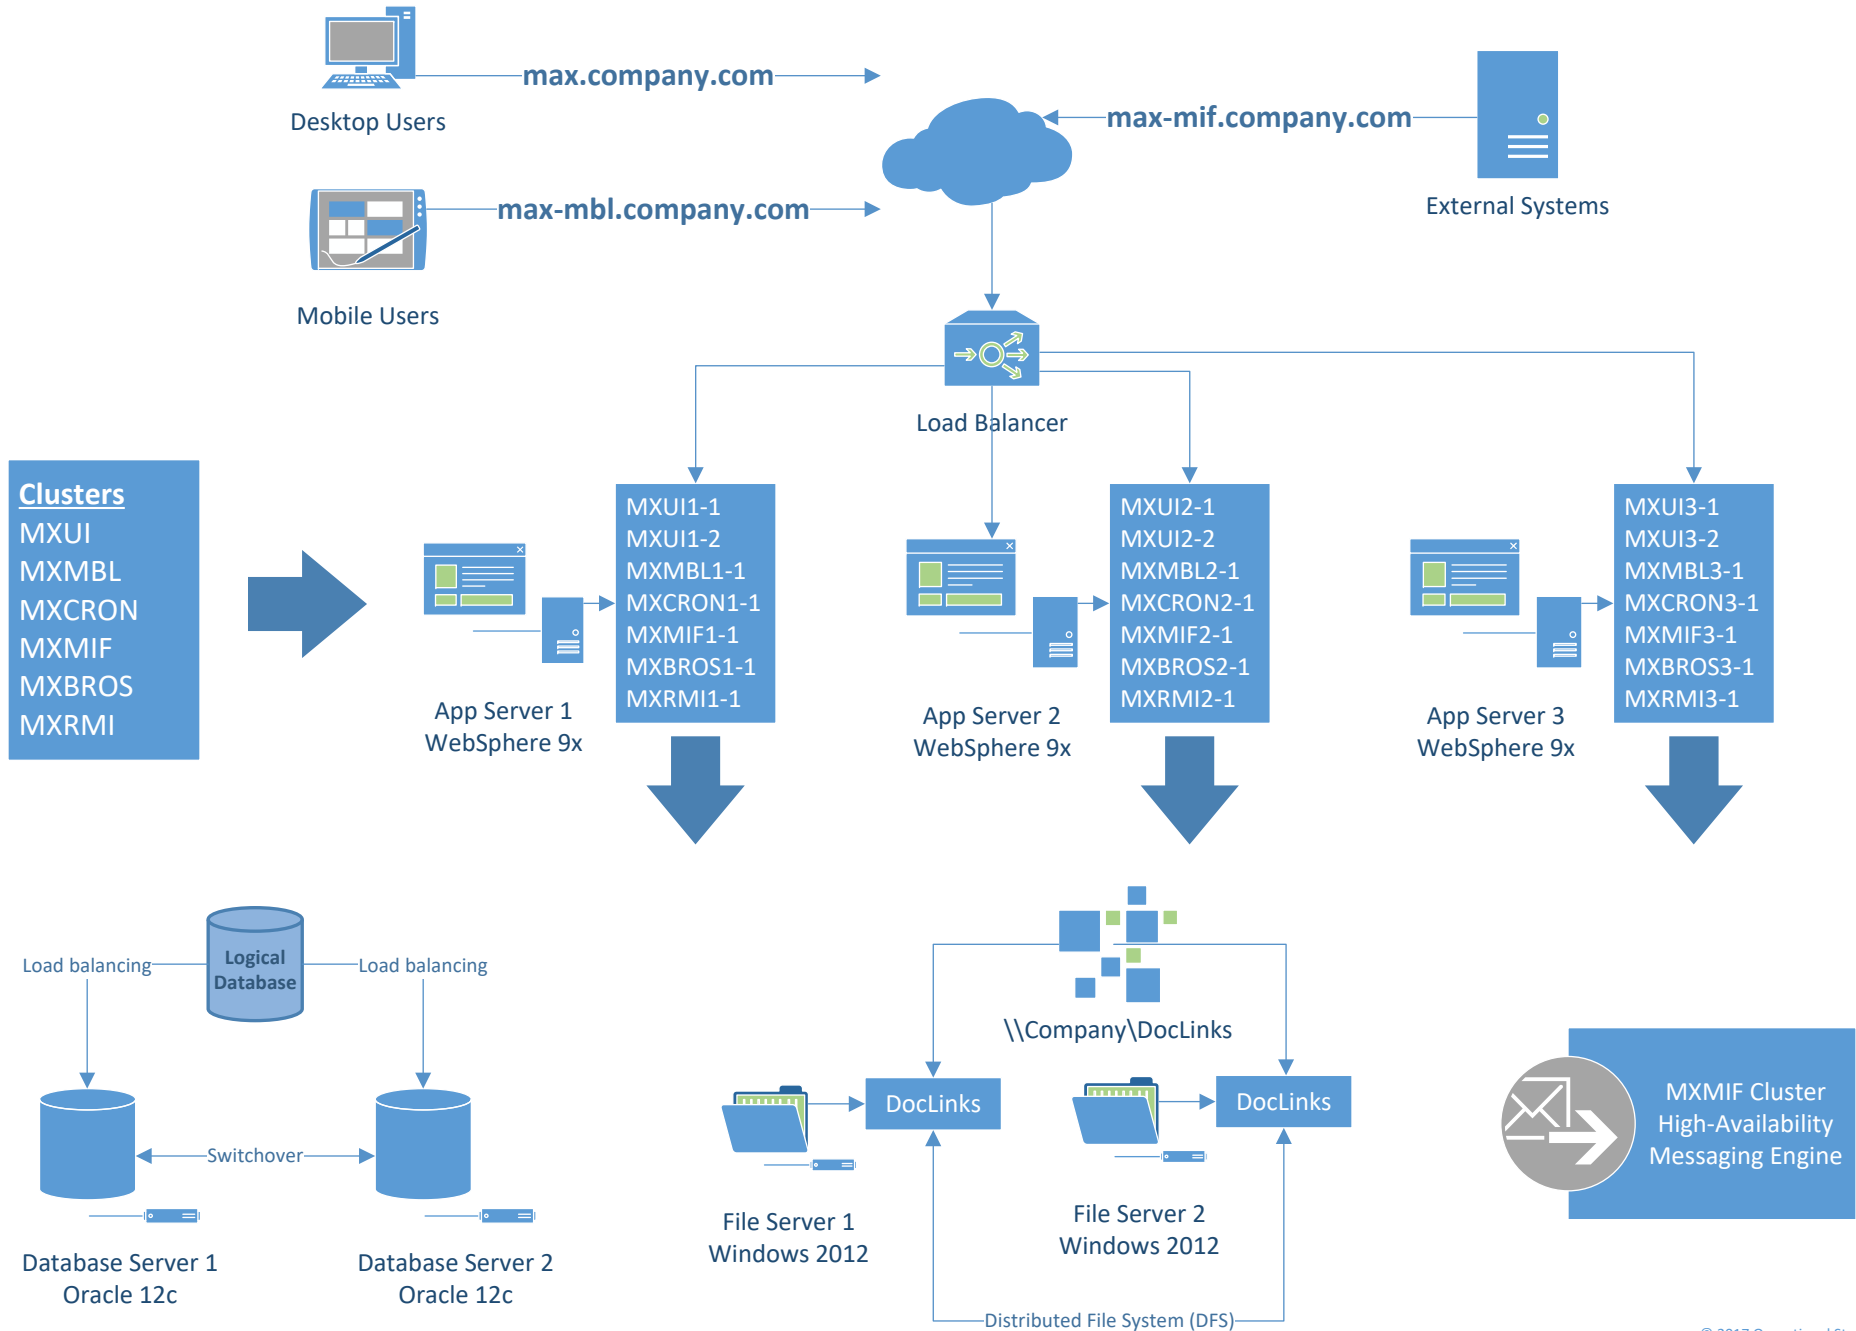 max.company.com
Desktop Users
max-mif.company.com
External Systems
max-mbl.company.com
Mobile Users
Load Balancer
Clusters
MXUI
MXMBL
MXCRON
MXMIF
MXBROS
MXRMI
App Server 1
WebSphere 9x
MXUI1-1
MXUI1-2
MXMBL1-1
MXCRON1-1
MXMIF1-1
MXBROS1-1
MXRMI1-1
App Server 2
WebSphere 9x
MXUI2-1
MXUI2-2
MXMBL2-1
MXCRON2-1
MXMIF2-1
MXBROS2-1
MXRMI2-1
App Server 3
WebSphere 9x
MXUI3-1
MXUI3-2
MXMBL3-1
MXCRON3-1
MXMIF3-1
MXBROS3-1
MXRMI3-1
Load balancing
Logical
Database
Load balancing
Switchover
Database Server 1
Oracle 12c
Database Server 2
Oracle 12c
\\Company\DocLinks
DocLinks
DocLinks
File Server 1
Windows 2012
File Server 2
Windows 2012
Distributed File System (DFS)
MXMIF Cluster
High-Availability
Messaging Engine